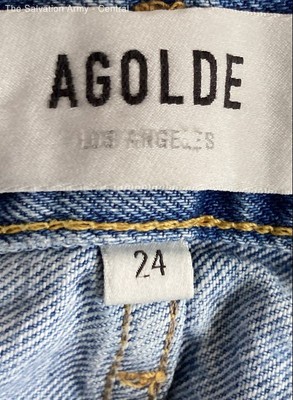 The Salvation Army - Central
AGOLDE
LOS ANGELES
24